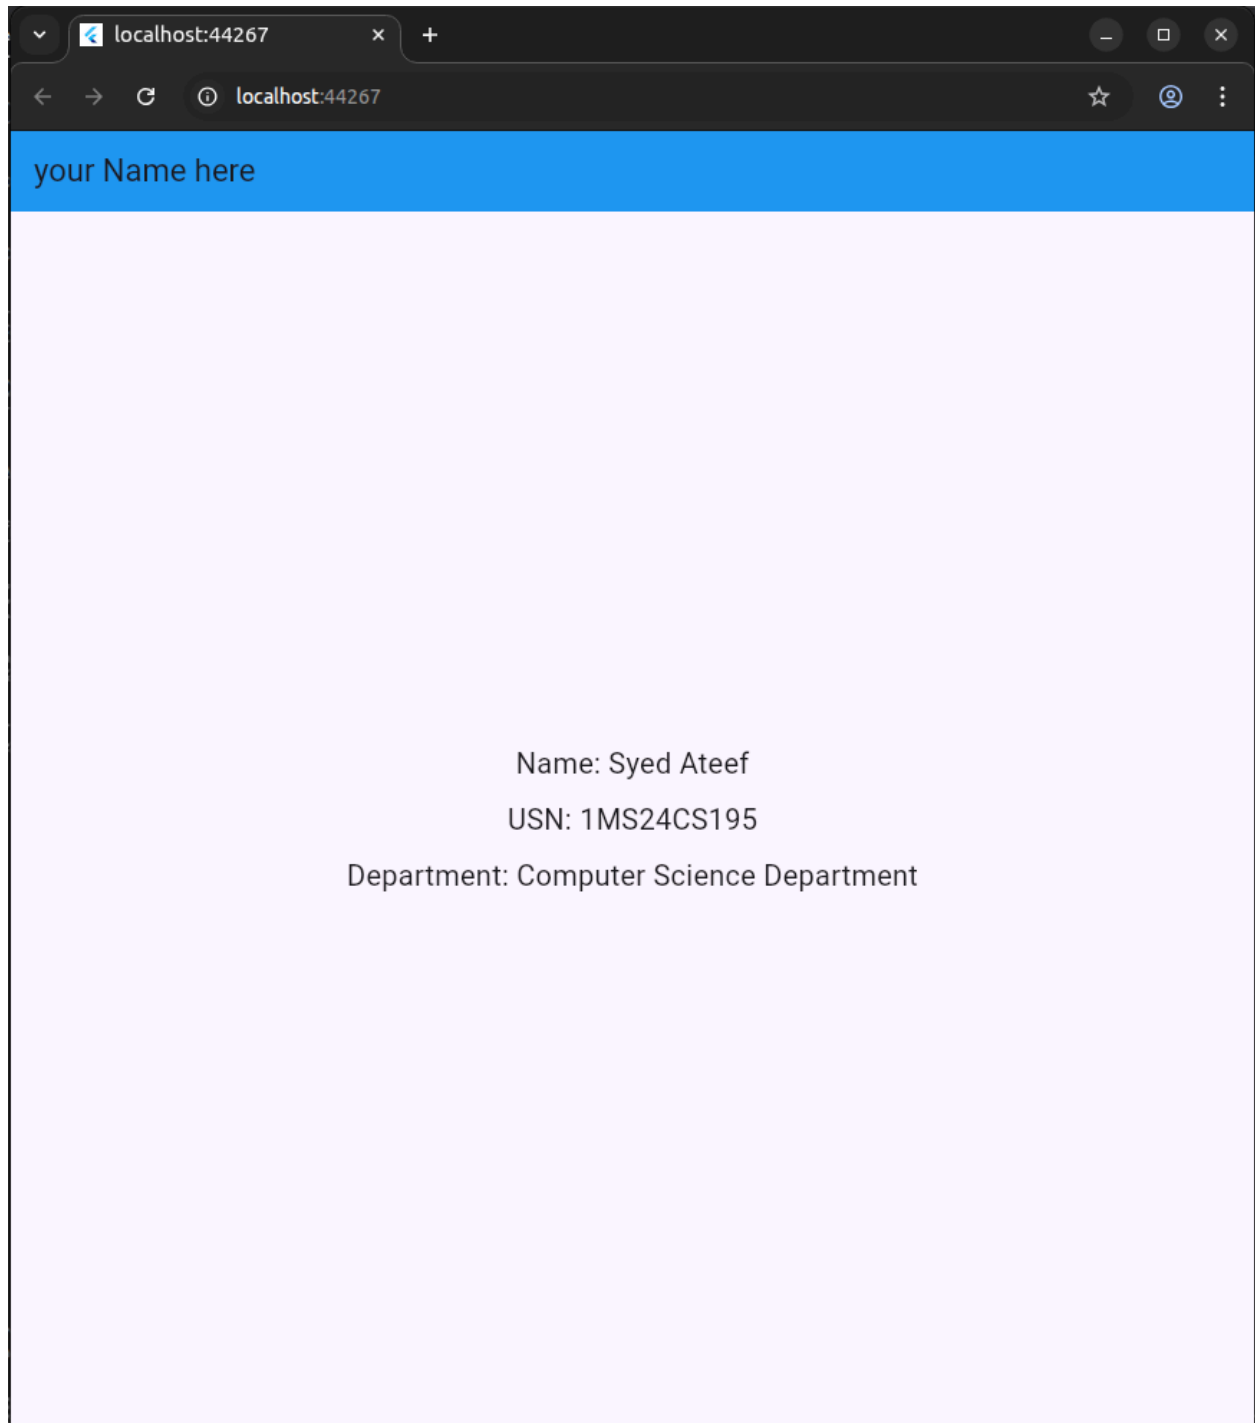 localhost:44267
localhost:44267
your Name here
Name: Syed Ateef
USN: 1MS24CS195
Department: Computer Science Department